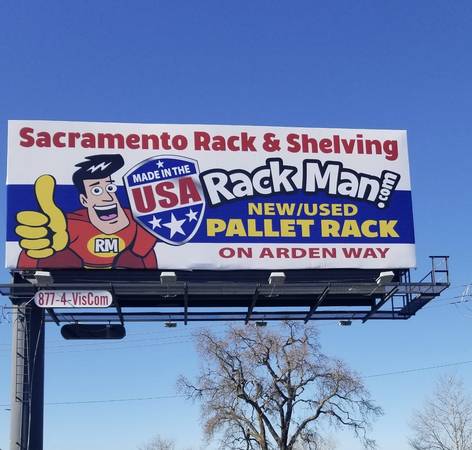 Sacramento Rack & Shelving
MADE IN THE
USA
Rack Man!.com
NEW/USED
PALLET RACK
RM
ON ARDEN WAY
877-4-VisCom